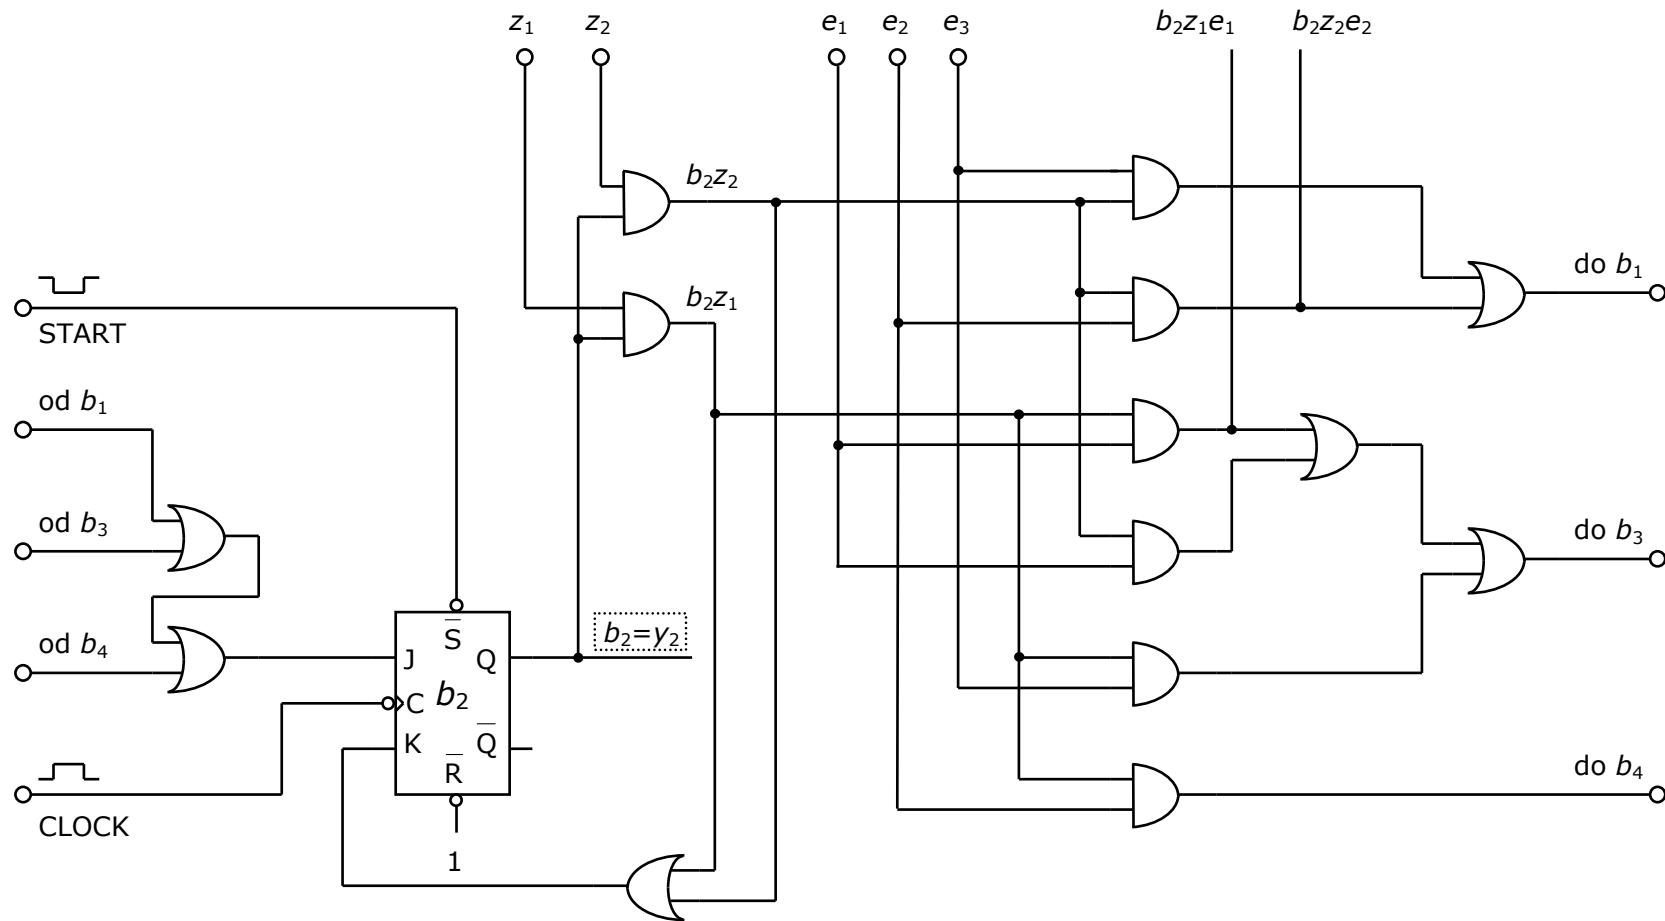 z₁ z₂ e₁ e₂ e₃ b₂z₁e₁ b₂z₂e₂
b₂z₂
do b₁
b₂z₁
START
od b₁
od b₃
do b₃
od b₄
b₂=y₂
S̅
J Q
C b₂
K Q̅
R̅
do b₄
CLOCK
1